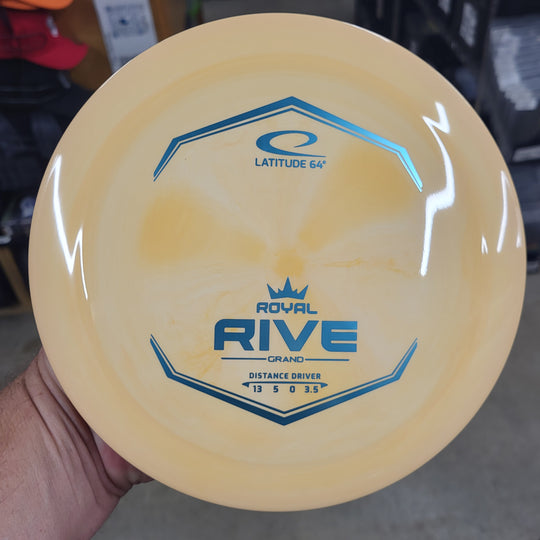 LATITUDE 64°
ROYAL
RIVE
GRAND
DISTANCE DRIVER
13 5 0 3.5